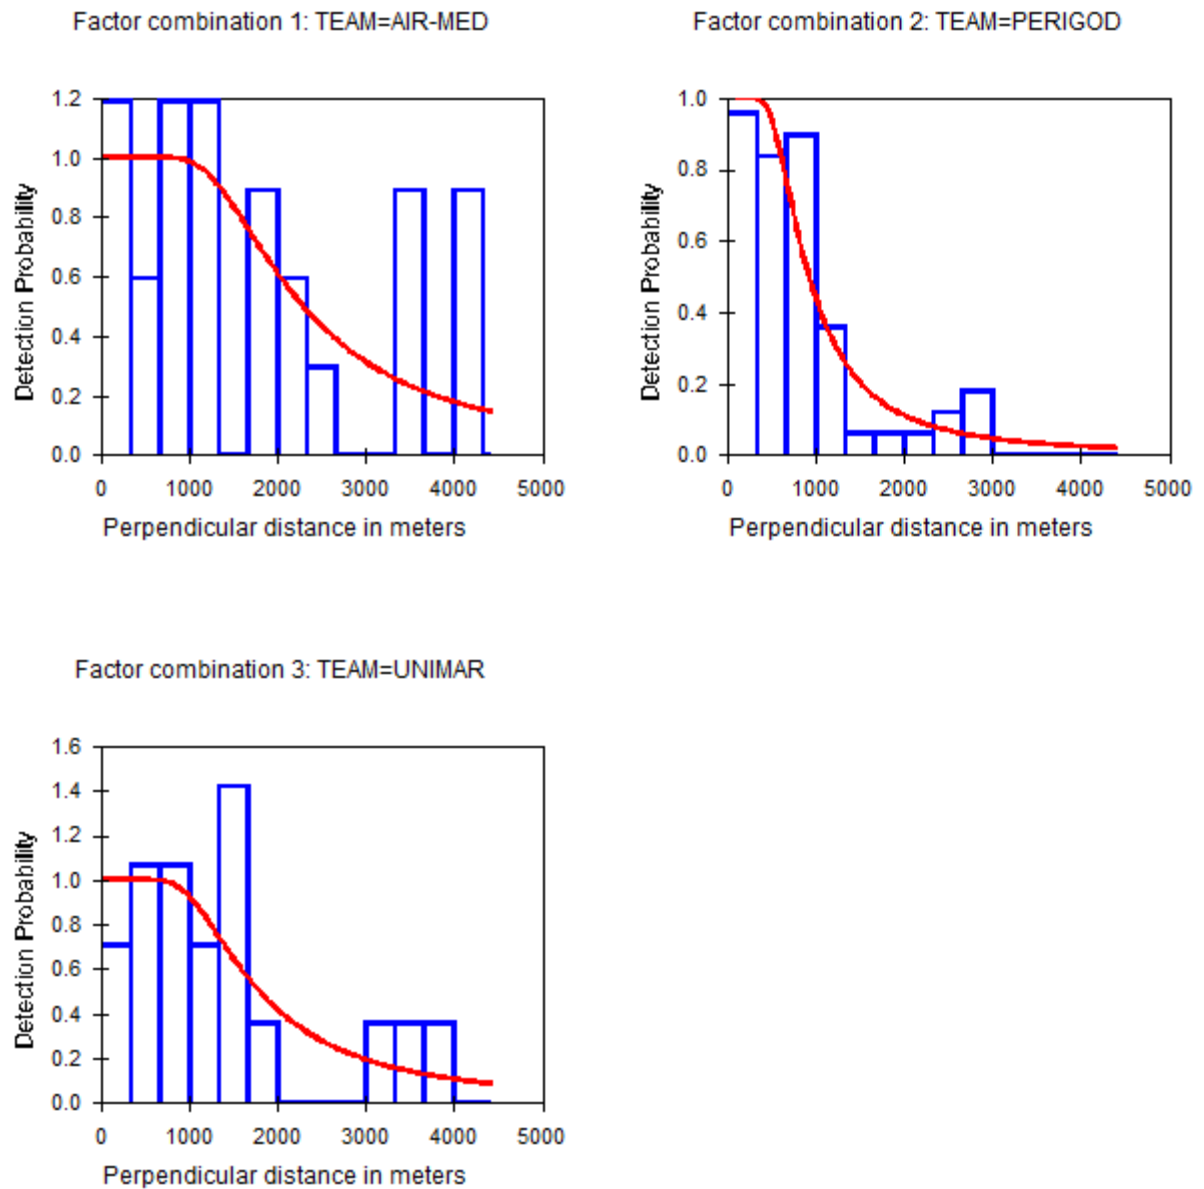 Factor combination 1: TEAM=AIR-MED
Detection Probability
1.2
1.0
0.8
0.6
0.4
0.2
0.0
0 1000 2000 3000 4000 5000
Perpendicular distance in meters
Factor combination 2: TEAM=PERIGOD
Detection Probability
1.0
0.8
0.6
0.4
0.2
0.0
0 1000 2000 3000 4000 5000
Perpendicular distance in meters
Factor combination 3: TEAM=UNIMAR
Detection Probability
1.6
1.4
1.2
1.0
0.8
0.6
0.4
0.2
0.0
0 1000 2000 3000 4000 5000
Perpendicular distance in meters